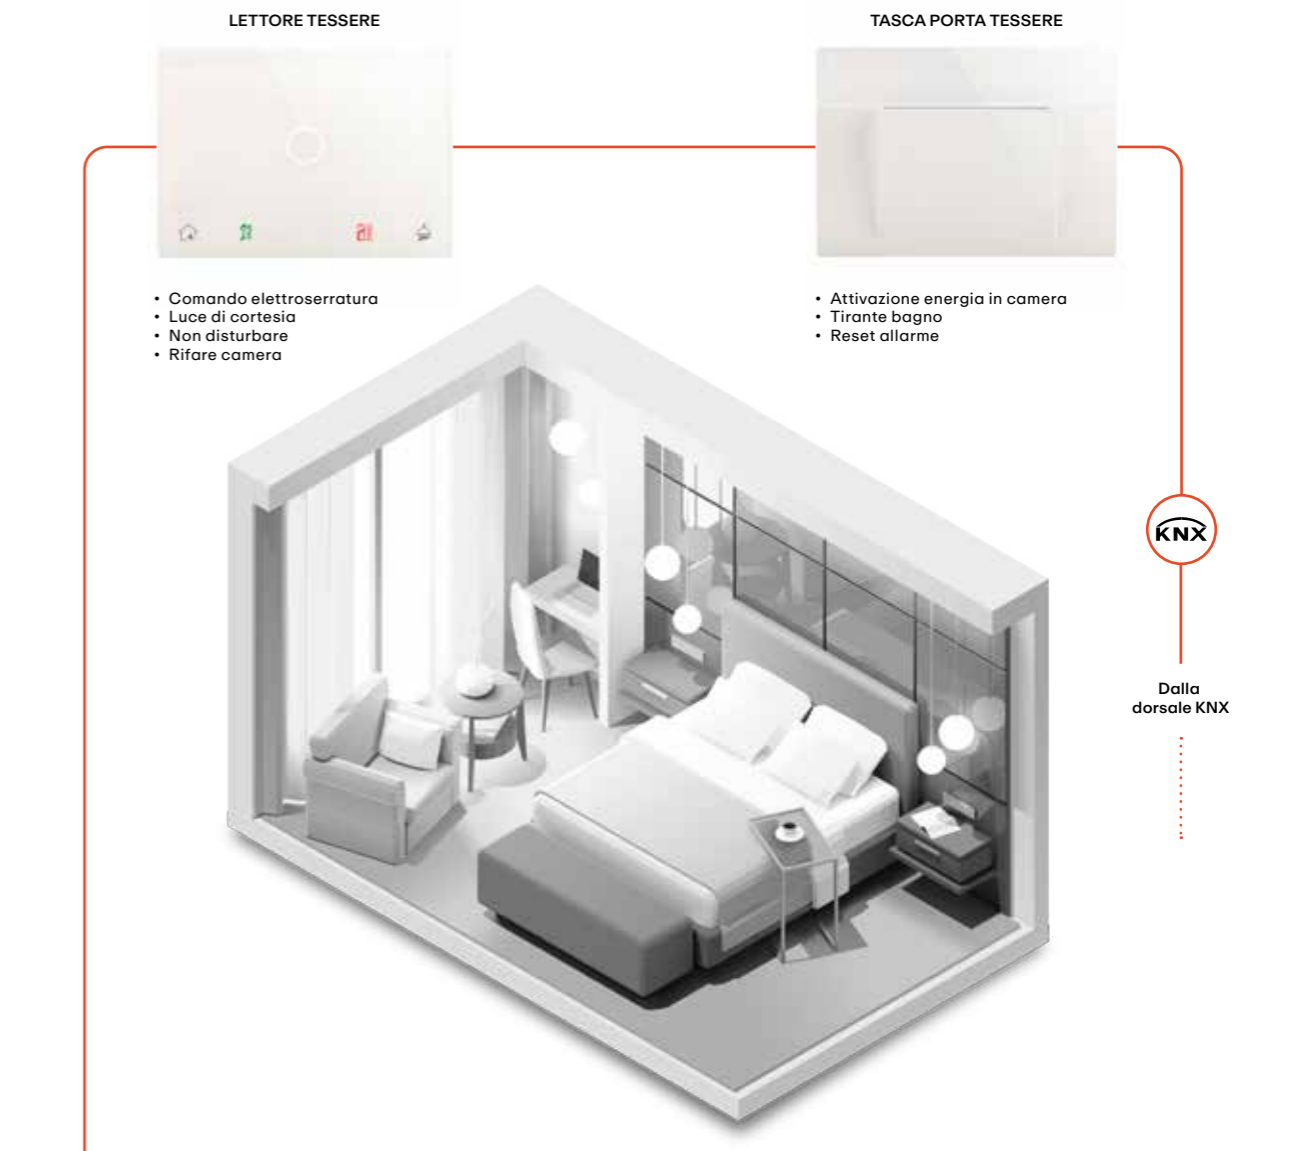 LETTORE TESSERE
TASCA PORTA TESSERE
• Comando elettroserratura
• Luce di cortesia
• Non disturbare
• Rifare camera
• Attivazione energia in camera
• Tirante bagno
• Reset allarme
KNX
Dalla
dorsale KNX